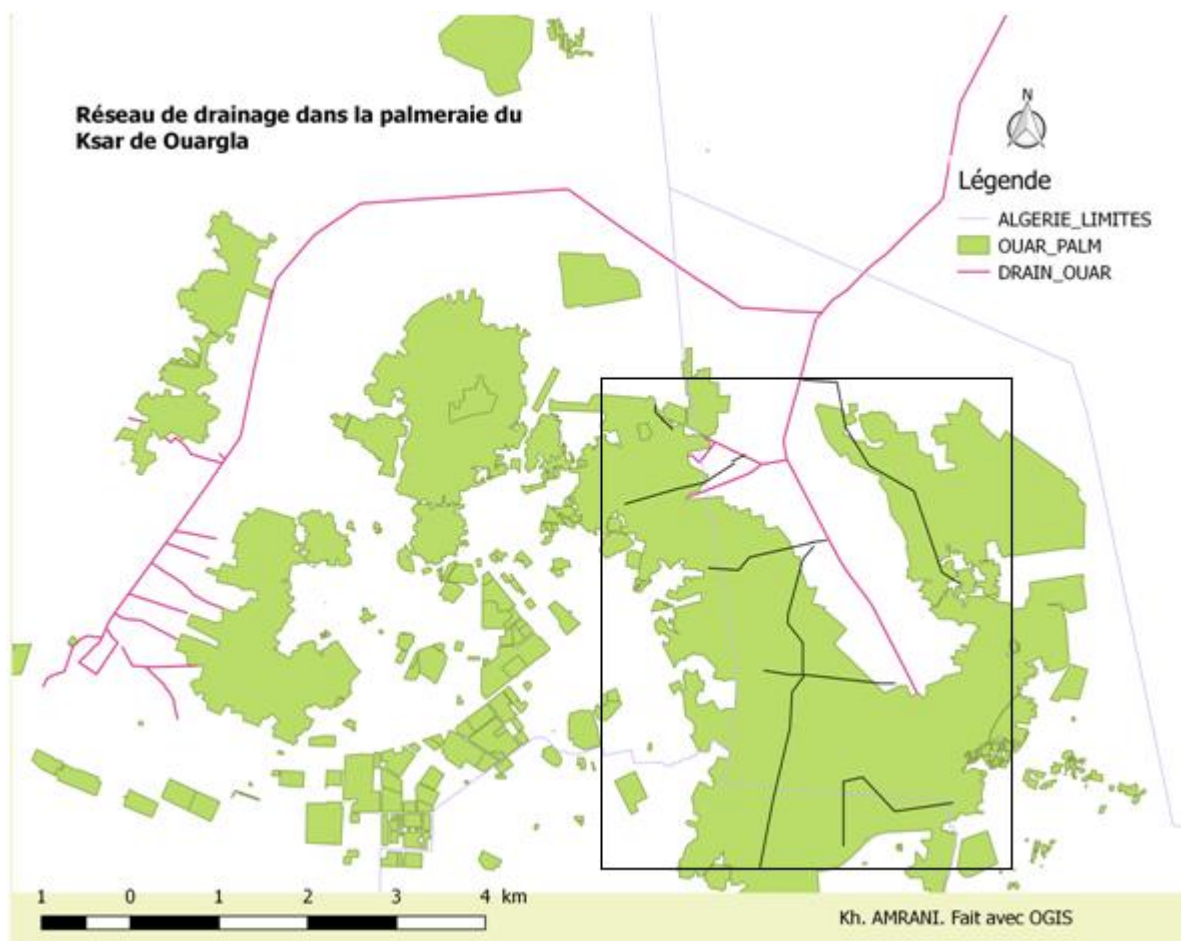 Réseau de drainage dans la palmeraie du
Ksar de Ouargla
N
Légende
ALGERIE_LIMITES
OUAR_PALM
DRAIN_OUAR
1 0 1 2 3 4 km
Kh. AMRANI. Fait avec OGIS